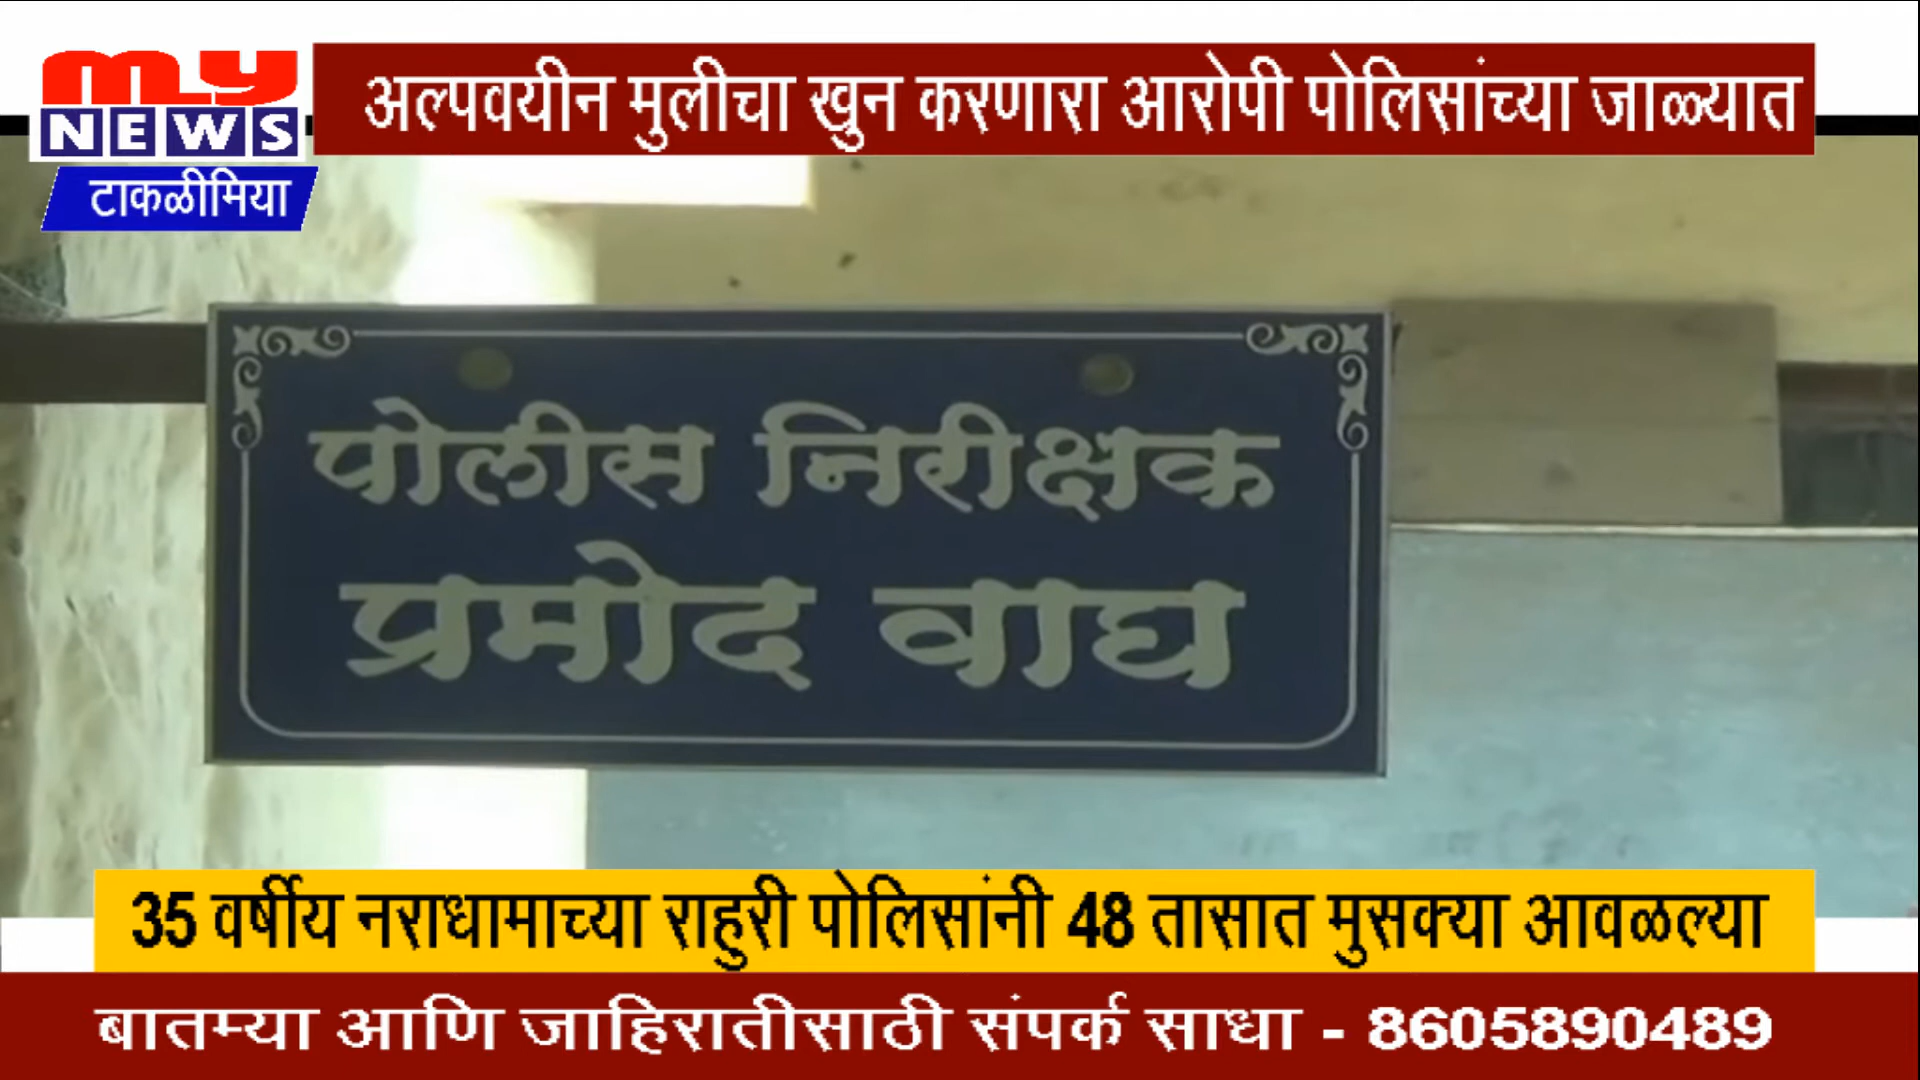 my
NEWS
टाकळीमिया
अल्पवयीन मुलीचा खुन करणारा आरोपी पोलिसांच्या जाळ्यात
पोलीस निरीक्षक
प्रमोद वाघ
35 वर्षीय नराधामाच्या राहुरी पोलिसांनी 48 तासात मुसक्या आवळल्या
बातम्या आणि जाहिरातीसाठी संपर्क साधा - 8605890489